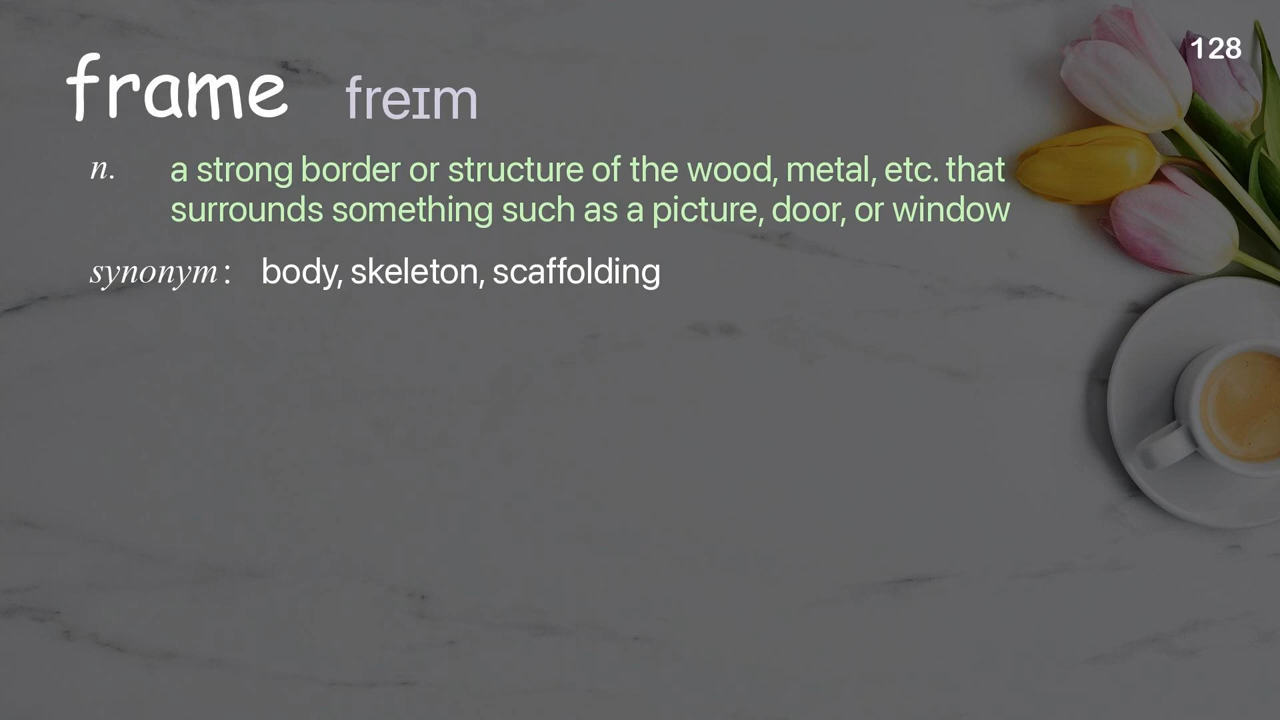 128
frame freɪm
n. a strong border or structure of the wood, metal, etc. that
surrounds something such as a picture, door, or window
synonym: body, skeleton, scaffolding